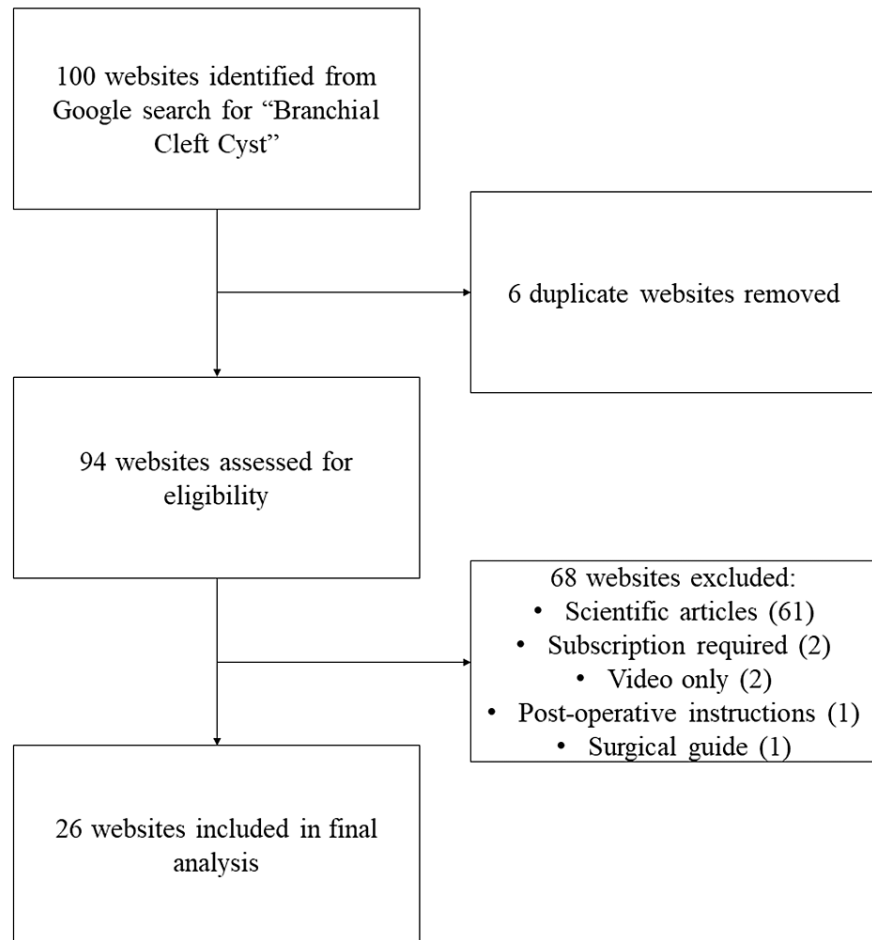 100 websites identified from
Google search for “Branchial
Cleft Cyst”
6 duplicate websites removed
94 websites assessed for
eligibility
68 websites excluded:
• Scientific articles (61)
• Subscription required (2)
• Video only (2)
• Post-operative instructions (1)
• Surgical guide (1)
26 websites included in final
analysis